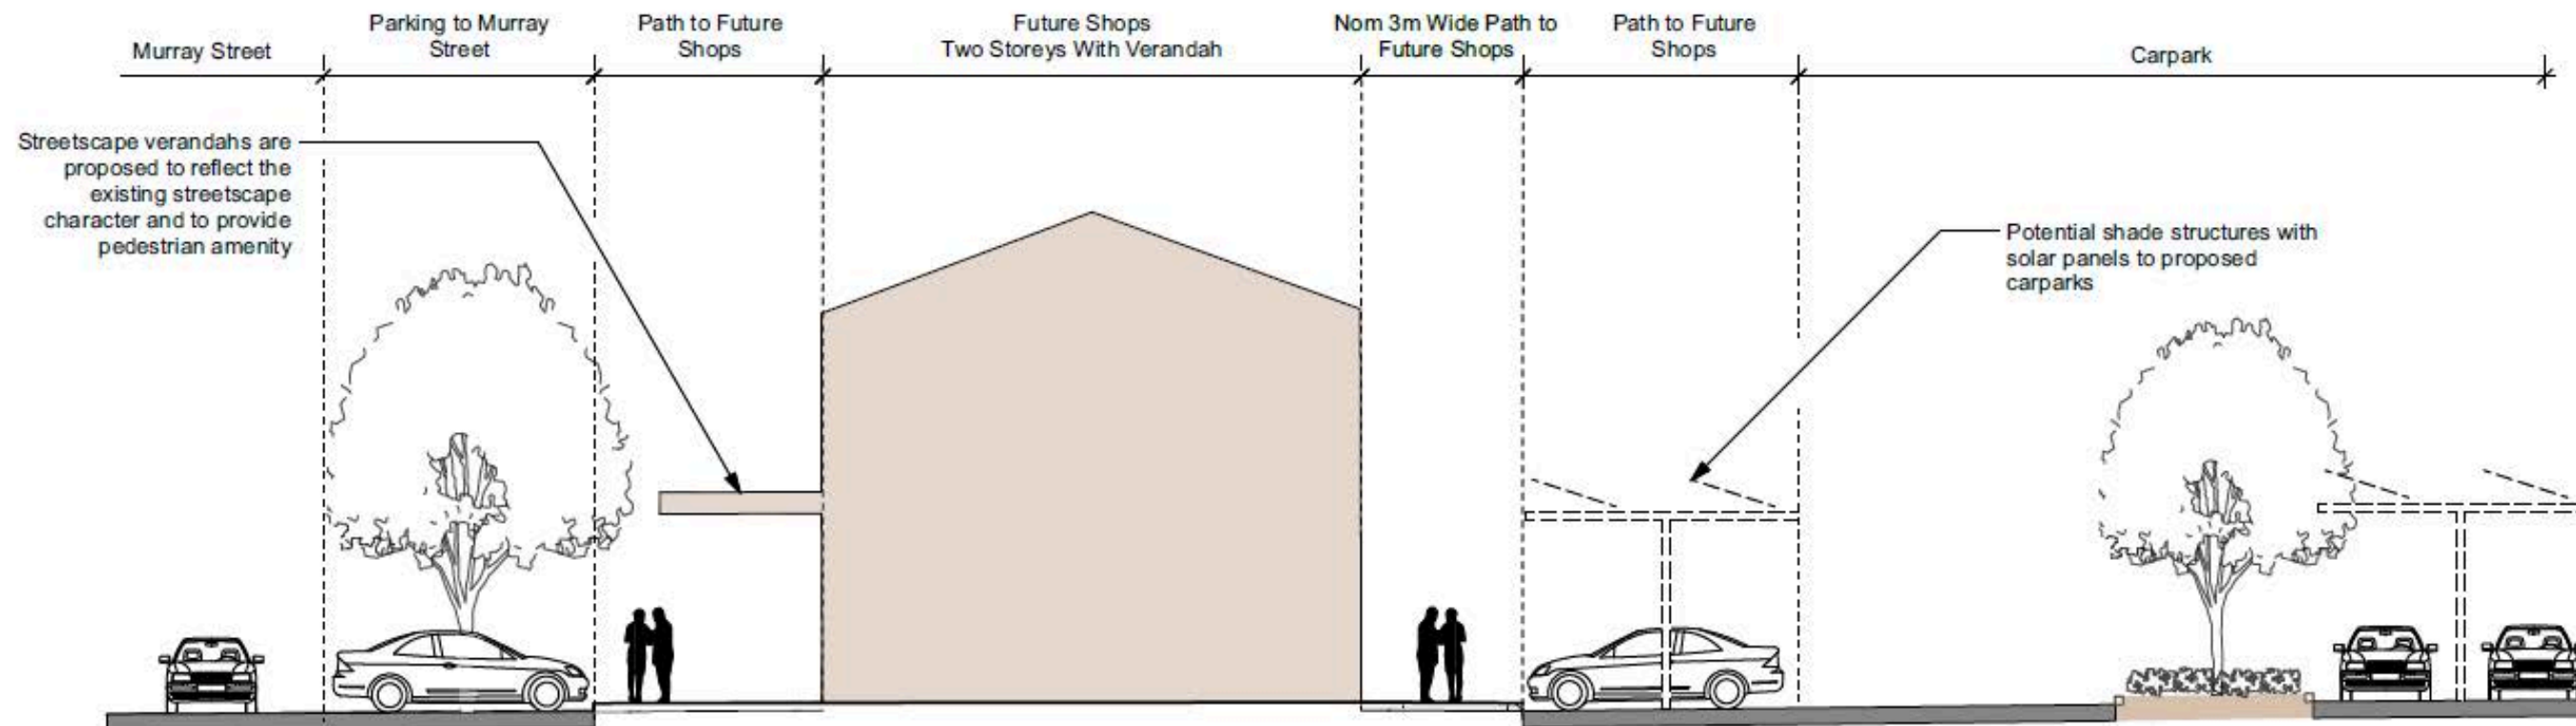 Murray Street
Parking to Murray
Street
Path to Future
Shops
Future Shops
Two Storeys With Verandah
Nom 3m Wide Path to
Future Shops
Path to Future
Shops
Carpark
Streetscape verandahs are
proposed to reflect the
existing streetscape
character and to provide
pedestrian amenity
Potential shade structures with
solar panels to proposed
carparks